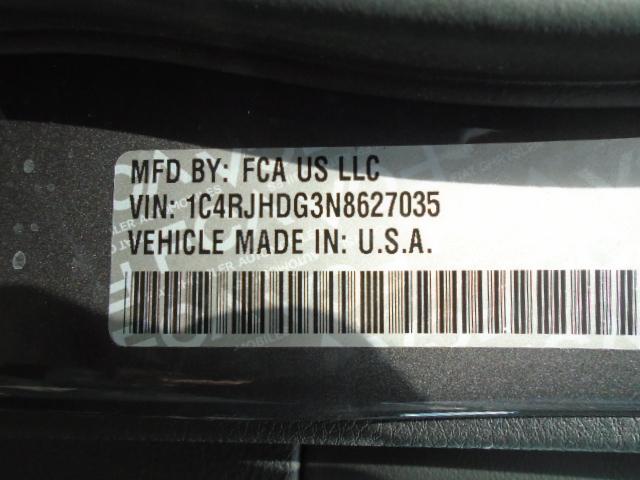 MFD BY: FCA US LLC
VIN: 1C4RJHDG3N8627035
VEHICLE MADE IN: U.S.A.